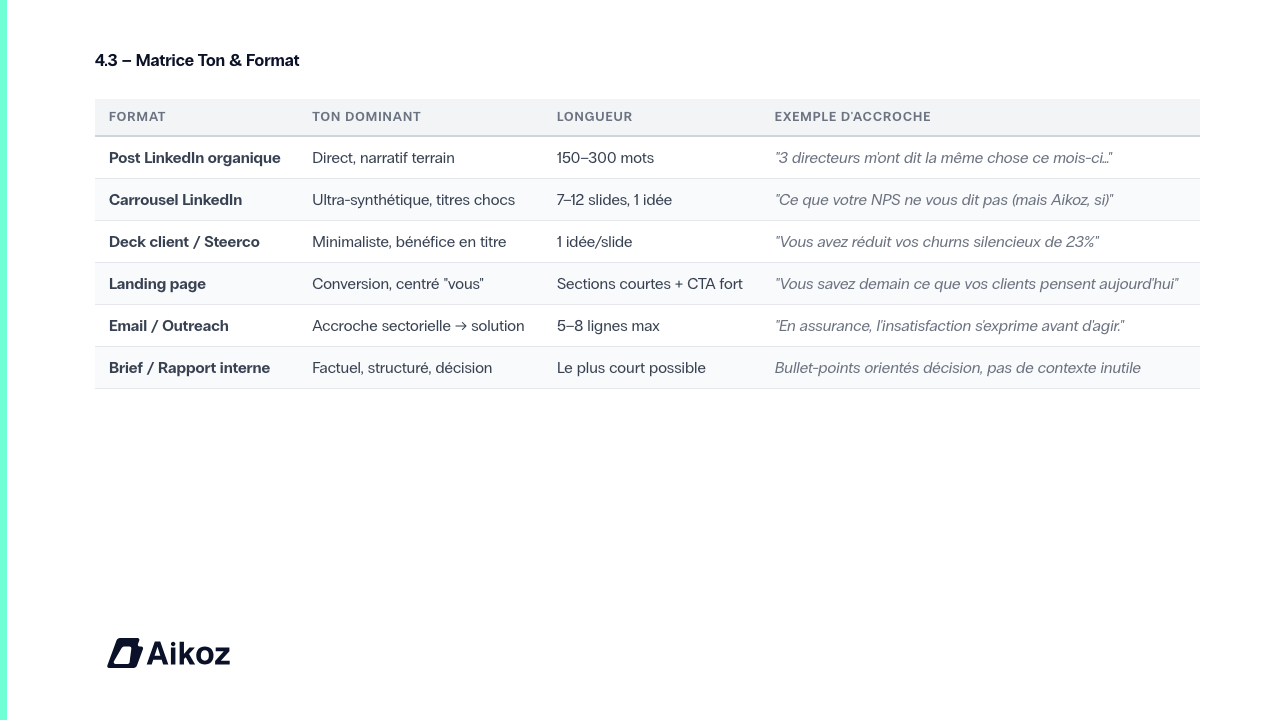 4.3 – Matrice Ton & Format
FORMAT TON DOMINANT LONGUEUR EXEMPLE D'ACCROCHE
Post LinkedIn organique Direct, narratif terrain 150–300 mots "3 directeurs m'ont dit la même chose ce mois-ci..."
Carrousel LinkedIn Ultra-synthétique, titres chocs 7–12 slides, 1 idée "Ce que votre NPS ne vous dit pas (mais Aikoz, si)"
Deck client / Steerco Minimaliste, bénéfice en titre 1 idée/slide "Vous avez réduit vos churns silencieux de 23%"
Landing page Conversion, centré "vous" Sections courtes + CTA fort "Vous savez demain ce que vos clients pensent aujourd'hui"
Email / Outreach Accroche sectorielle → solution 5–8 lignes max "En assurance, l'insatisfaction s'exprime avant d'agir."
Brief / Rapport interne Factuel, structuré, décision Le plus court possible Bullet-points orientés décision, pas de contexte inutile
Aikoz